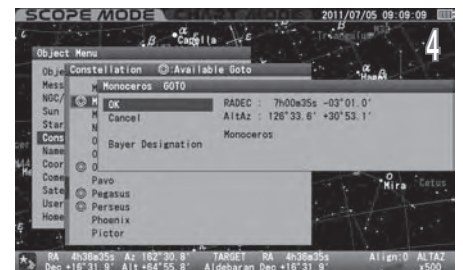 SCOPE MODE CHART MODE 2011/07/05 09:09:09
4
Capella
Object Menu
Constellation ◎:Available Goto
Monoceros GOTO
OK
Cancel
Bayer Designation
RADEC : 7h00m35s -03°01.0'
AltAz : 126°33.6' +30°53.1'
Monoceros
Mess
NGC/
Sun
Star
Cons
Name
Coor
Come
Sate
User
Home
Pavo
◎ Pegasus
◎ Perseus
Phoenix
Pictor
Mira
Cetus
RA 4h36m35s Az 162°30.8' TARGET RA 4h36m35s Align:0 ALTAZ
Dec +16°31.9' Alt +64°55.8' Aldebaran Dec +16°31.9' x500